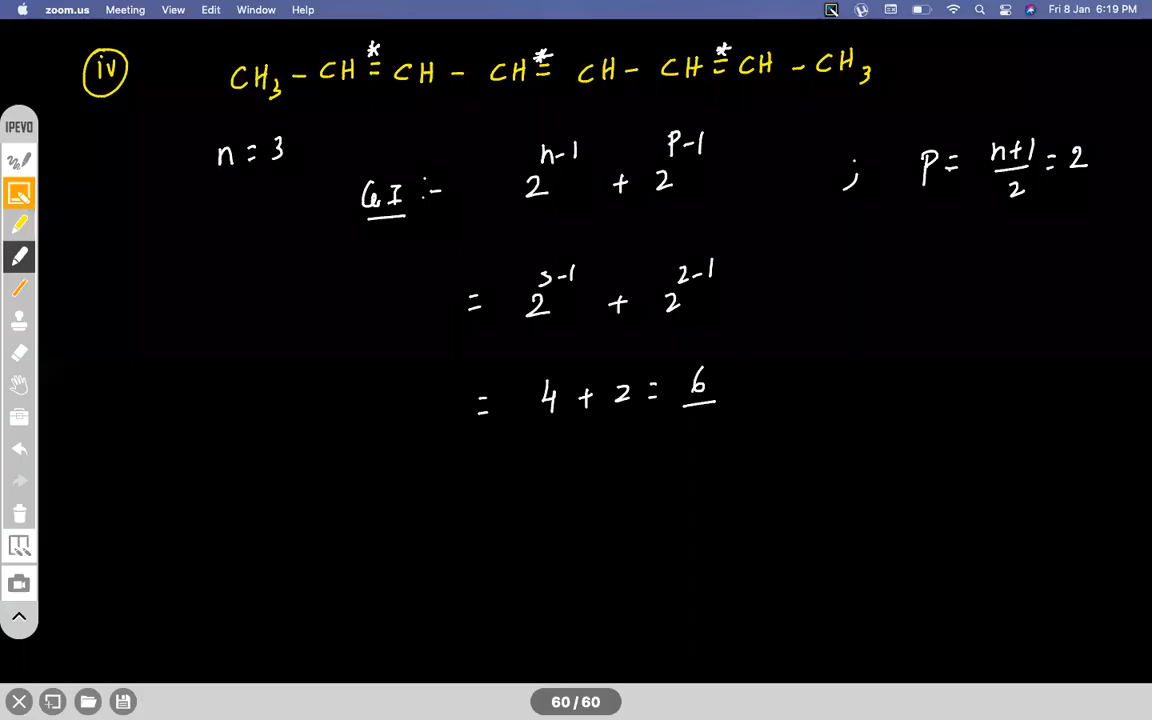 zoom.us Meeting View Edit Window Help Fri 8 Jan 6:19 PM
iv CH₃ - CH = CH - CH = CH - CH = CH - CH₃
* * *
IPEVO
n = 3
GI :- 2^(n-1) + 2^(P-1) ; P = (n+1)/2 = 2
= 2^(3-1) + 2^(2-1)
= 4 + 2 = 6
60 / 60